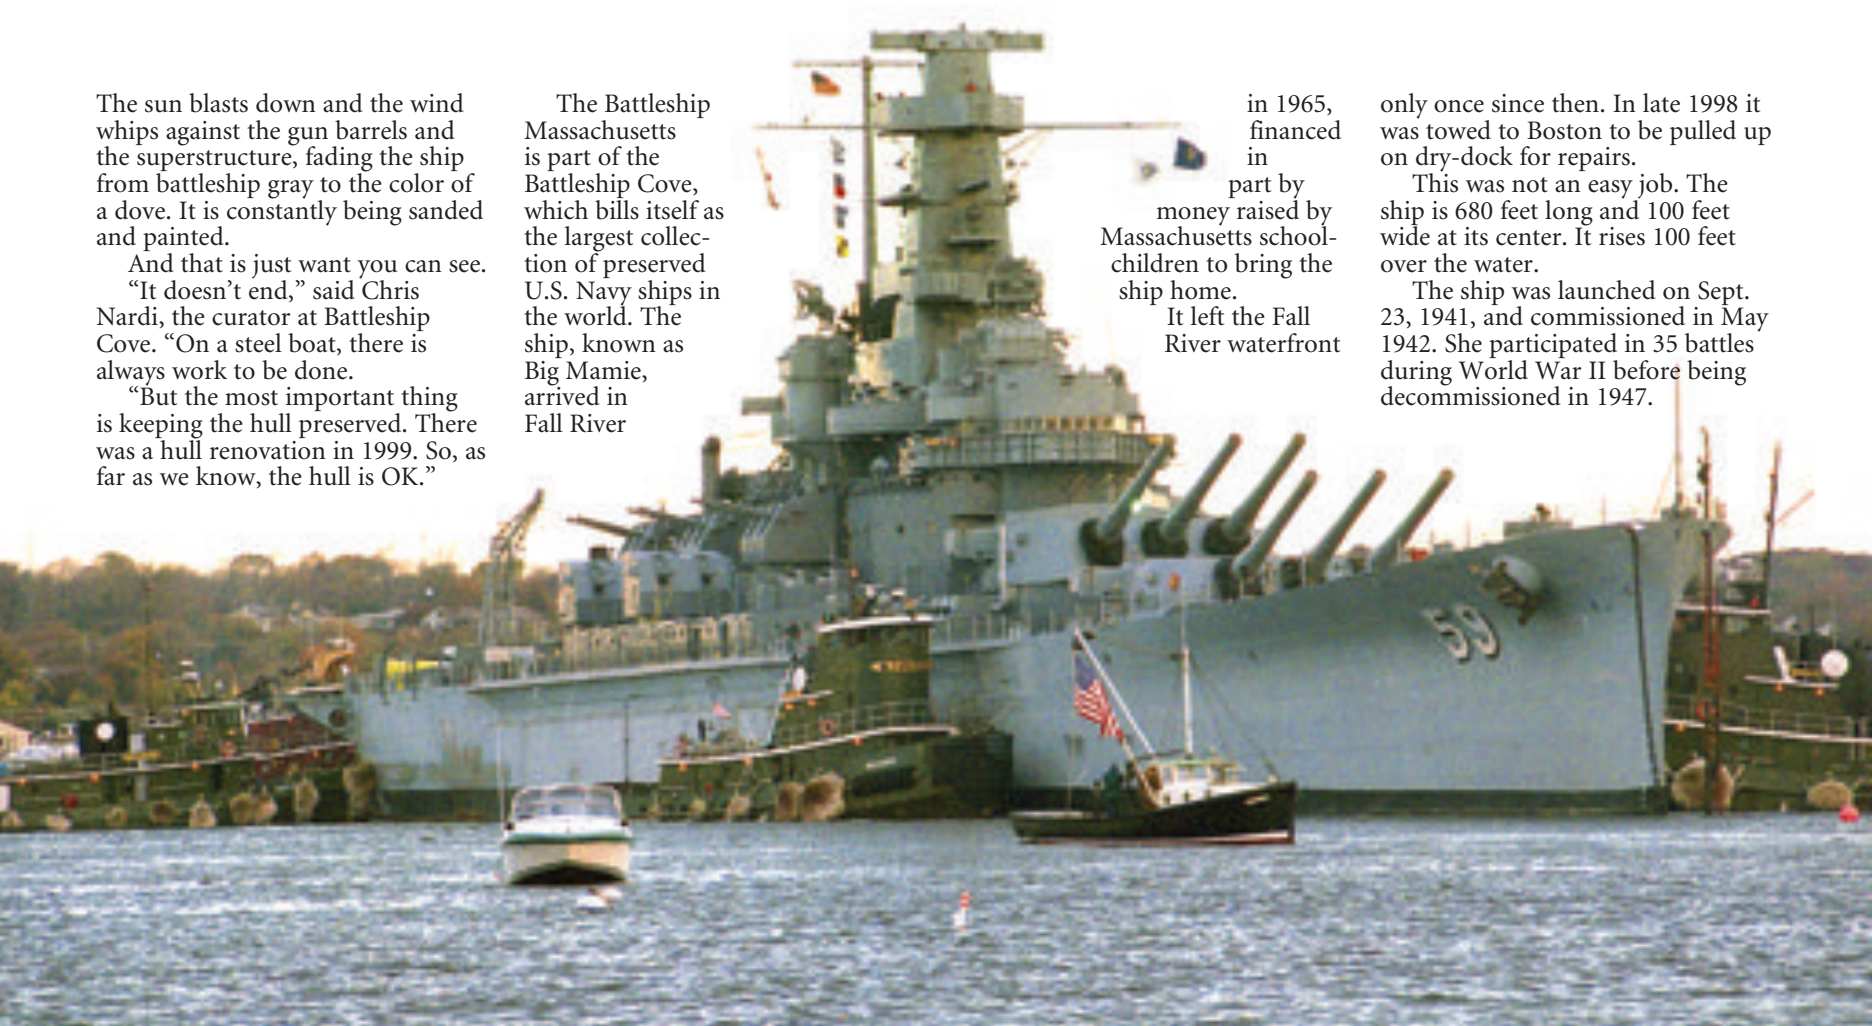 The sun blasts down and the wind
whips against the gun barrels and
the superstructure, fading the ship
from battleship gray to the color of
a dove. It is constantly being sanded
and painted.
And that is just want you can see.
“It doesn’t end,” said Chris
Nardi, the curator at Battleship
Cove. “On a steel boat, there is
always work to be done.
“But the most important thing
is keeping the hull preserved. There
was a hull renovation in 1999. So, as
far as we know, the hull is OK.”
The Battleship
Massachusetts
is part of the
Battleship Cove,
which bills itself as
the largest collec-
tion of preserved
U.S. Navy ships in
the world. The
ship, known as
Big Mamie,
arrived in
Fall River
in 1965,
financed
in
part by
money raised by
Massachusetts school-
children to bring the
ship home.
It left the Fall
River waterfront
only once since then. In late 1998 it
was towed to Boston to be pulled up
on dry-dock for repairs.
This was not an easy job. The
ship is 680 feet long and 100 feet
wide at its center. It rises 100 feet
over the water.
The ship was launched on Sept.
23, 1941, and commissioned in May
1942. She participated in 35 battles
during World War II before being
decommissioned in 1947.
59